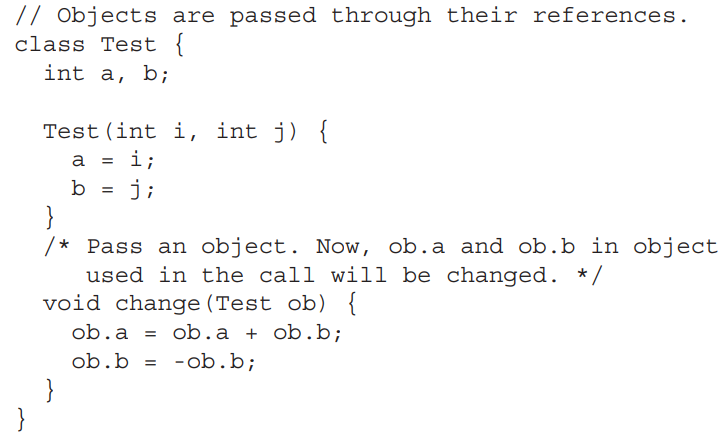 // Objects are passed through their references.
class Test {
  int a, b;

  Test(int i, int j) {
    a = i;
    b = j;
  }
  /* Pass an object. Now, ob.a and ob.b in object
     used in the call will be changed. */
  void change(Test ob) {
    ob.a = ob.a + ob.b;
    ob.b = -ob.b;
  }
}